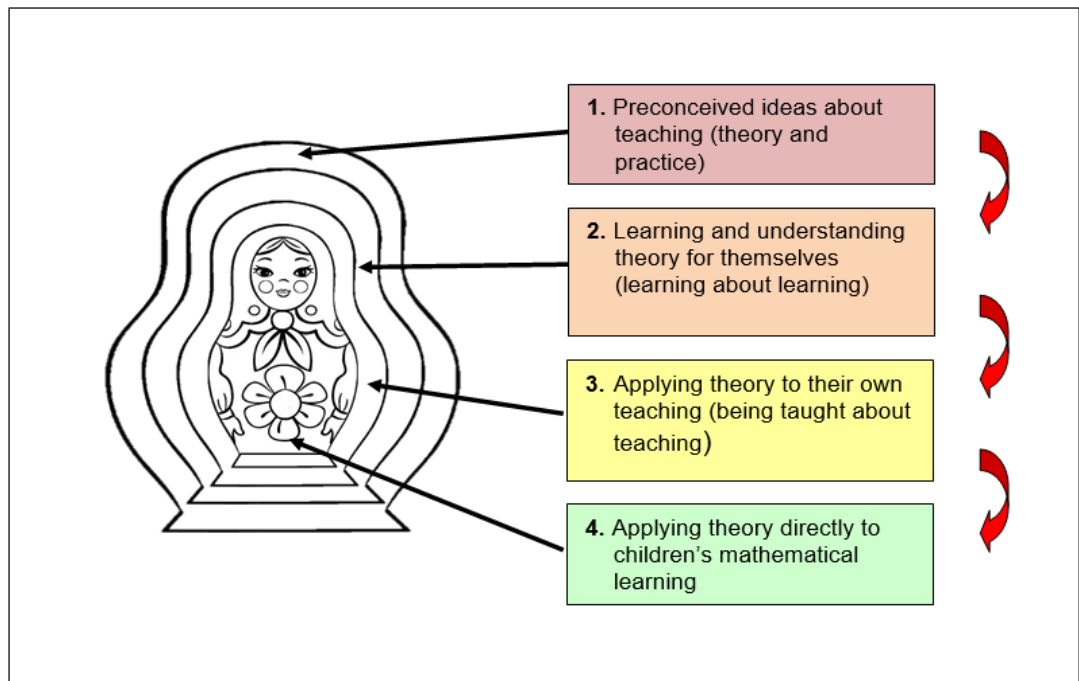 1. Preconceived ideas about
teaching (theory and
practice)
2. Learning and understanding
theory for themselves
(learning about learning)
3. Applying theory to their own
teaching (being taught about
teaching)
4. Applying theory directly to
children’s mathematical
learning